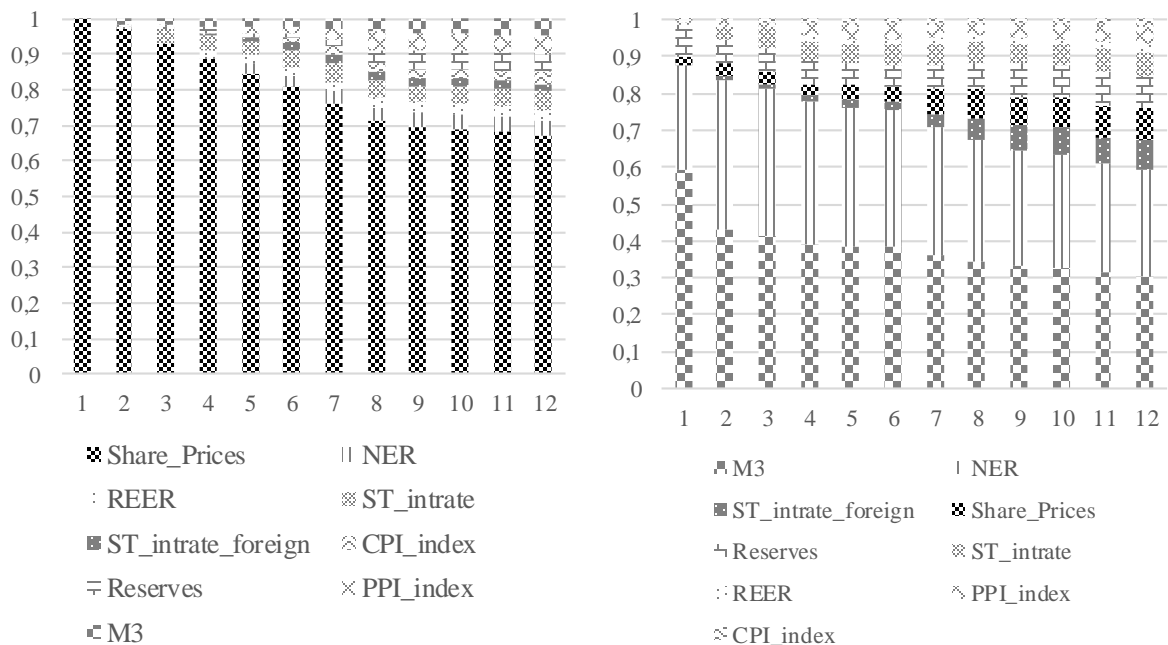 1
0,9
0,8
0,7
0,6
0,5
0,4
0,3
0,2
0,1
0
1 2 3 4 5 6 7 8 9 10 11 12
Share_Prices NER
REER ST_intrate
ST_intrate_foreign CPI_index
Reserves PPI_index
M3
1
0,9
0,8
0,7
0,6
0,5
0,4
0,3
0,2
0,1
0
1 2 3 4 5 6 7 8 9 10 11 12
M3 NER
ST_intrate_foreign Share_Prices
Reserves ST_intrate
REER PPI_index
CPI_index